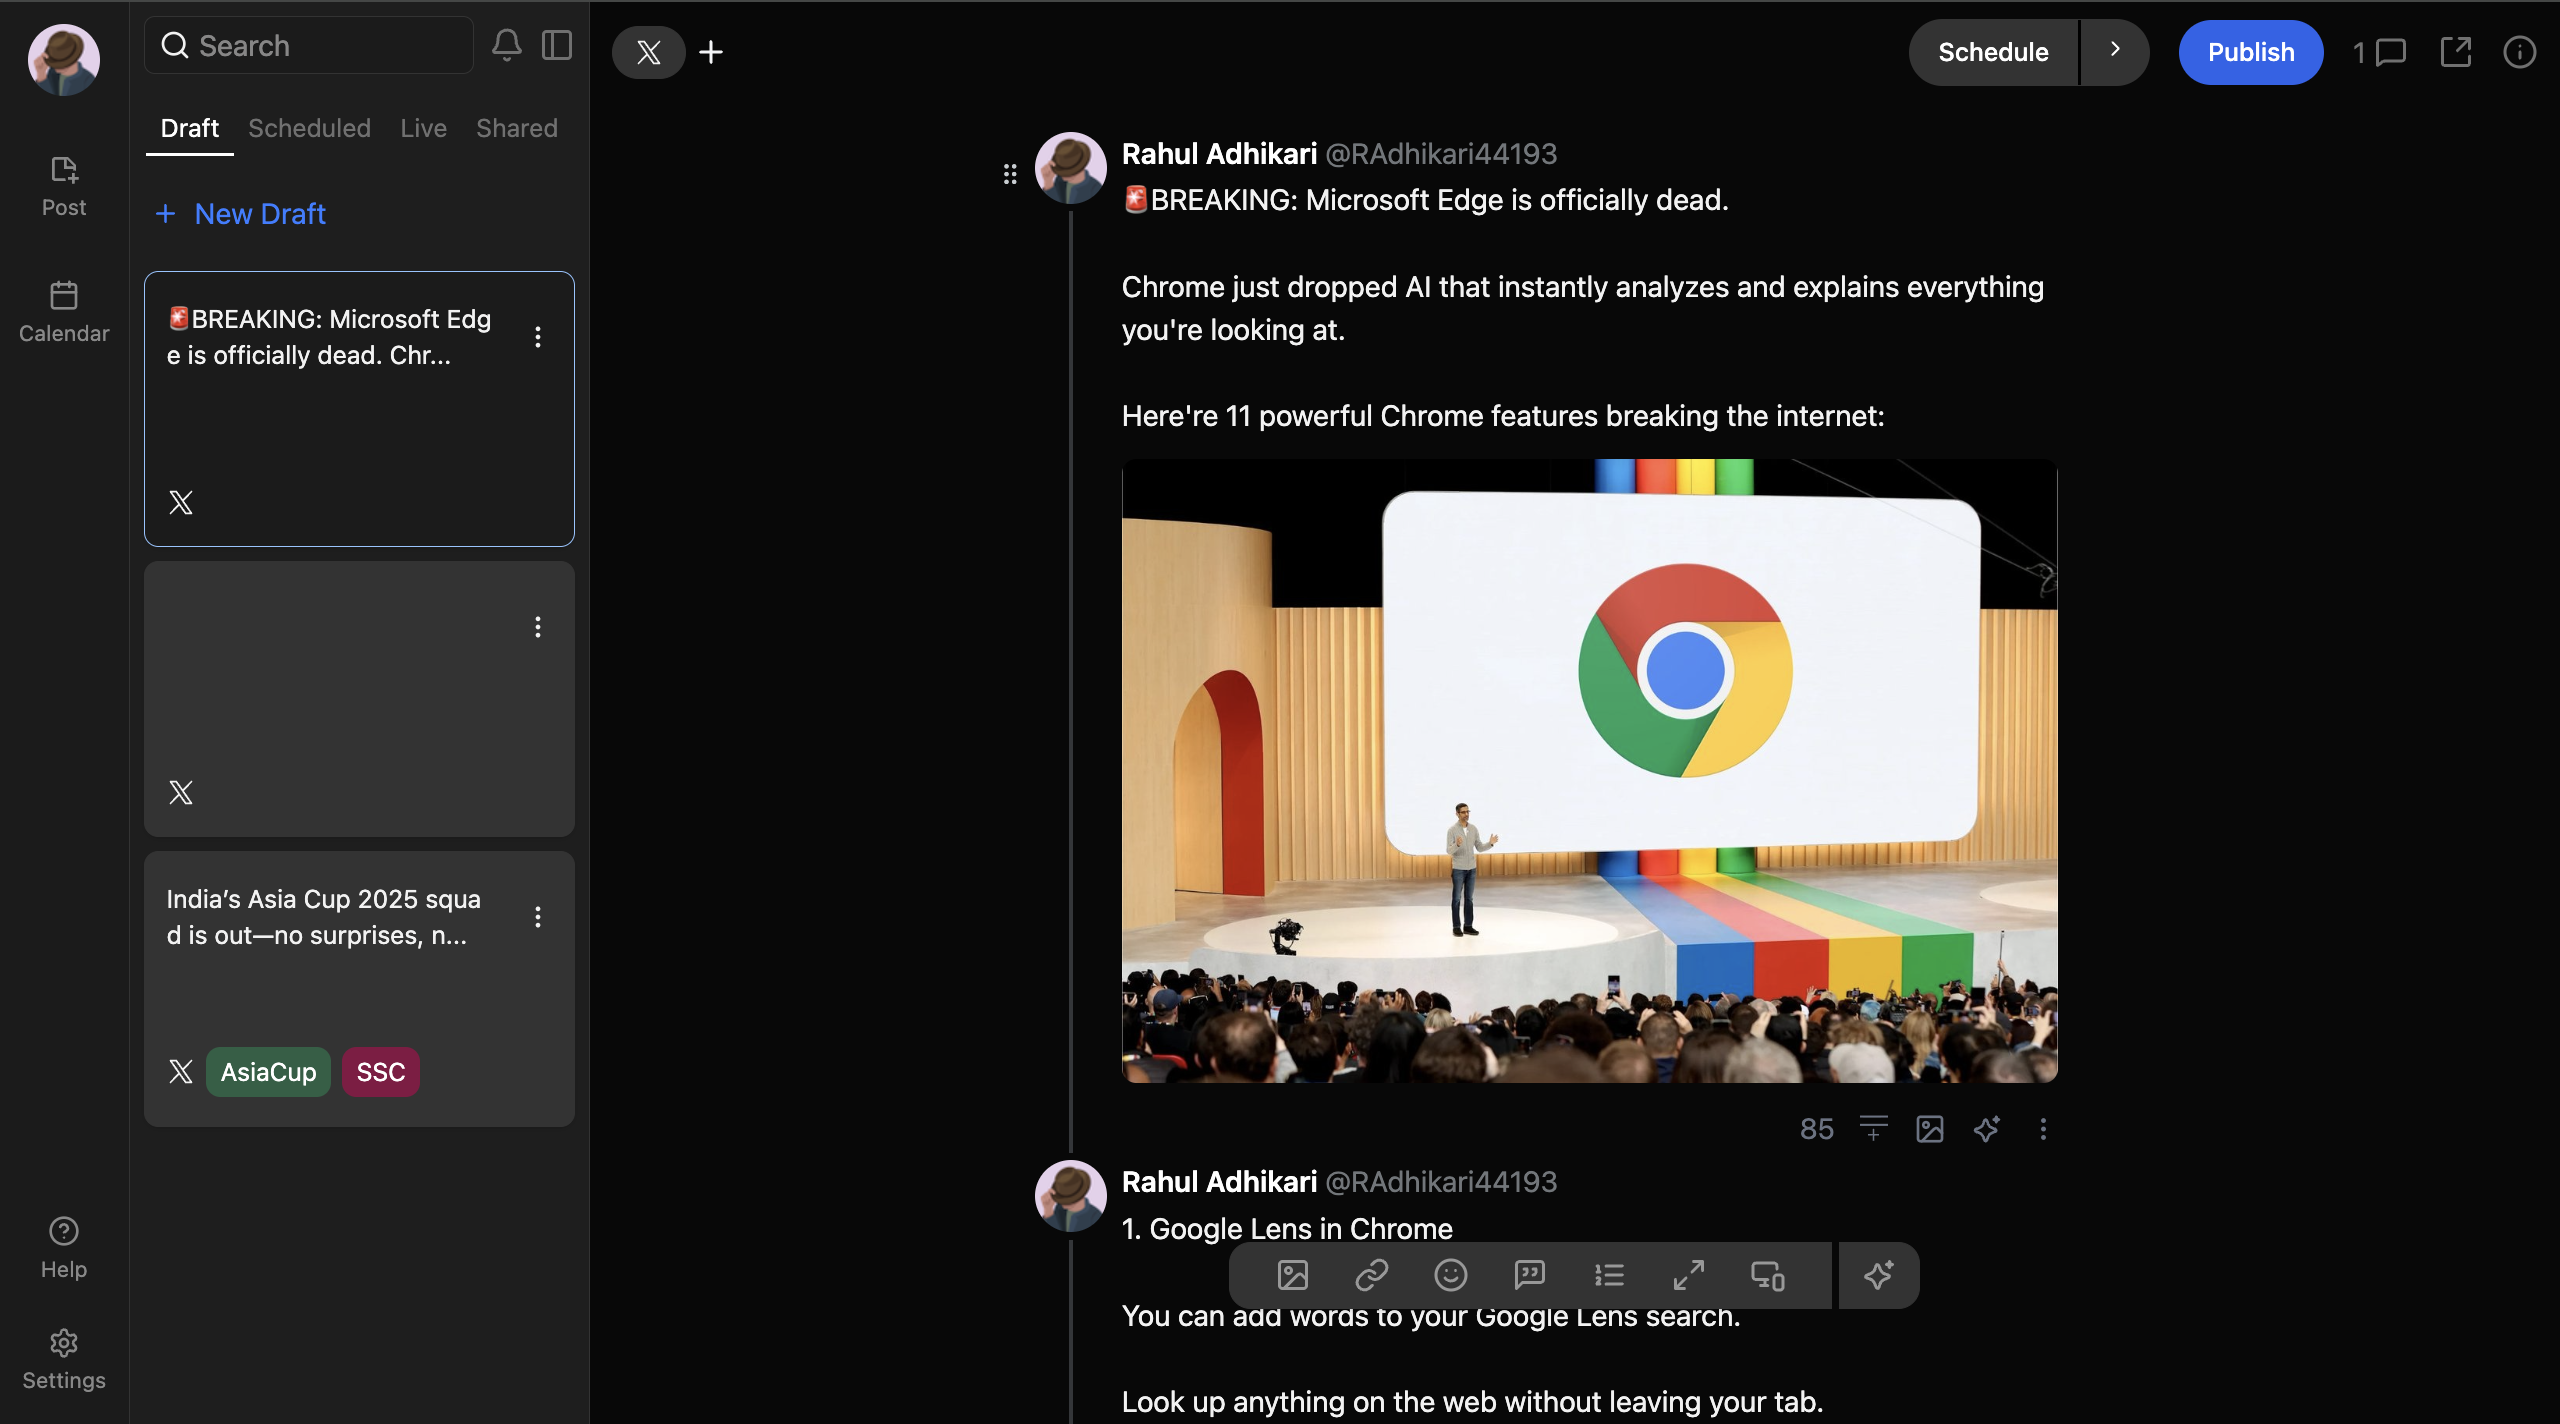 Search
Draft Scheduled Live Shared
Post
+ New Draft
Calendar
🚨BREAKING: Microsoft Edg
e is officially dead. Chr...
India’s Asia Cup 2025 squa
d is out—no surprises, n...
AsiaCup SSC
Help
Settings
Schedule
Publish
1
Rahul Adhikari @RAdhikari44193
🚨BREAKING: Microsoft Edge is officially dead.
Chrome just dropped AI that instantly analyzes and explains everything
you're looking at.
Here're 11 powerful Chrome features breaking the internet:
85
Rahul Adhikari @RAdhikari44193
1. Google Lens in Chrome
You can add words to your Google Lens search.
Look up anything on the web without leaving your tab.